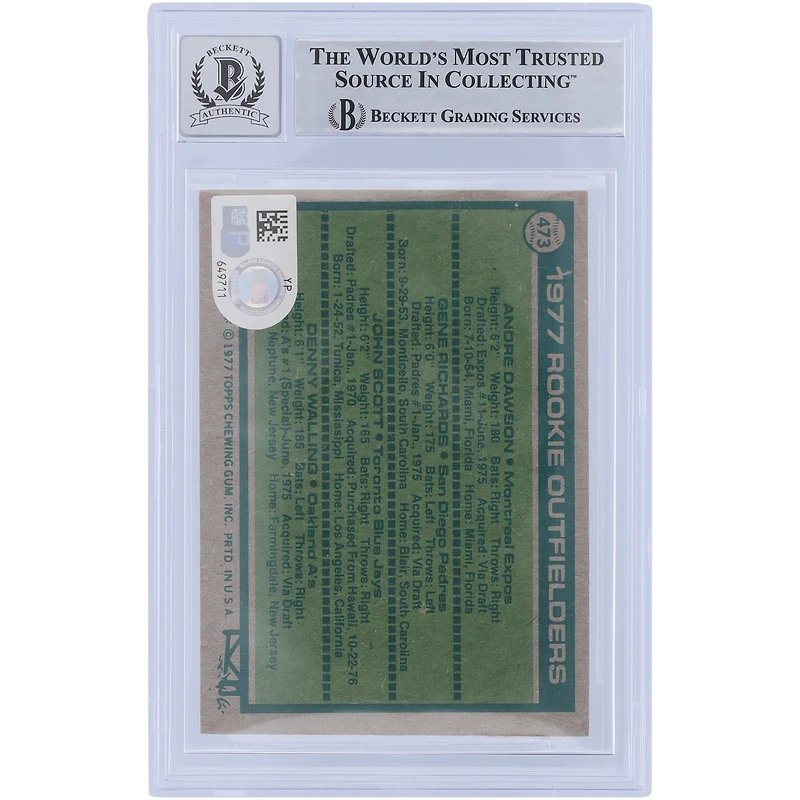 BECKETT
AUTHENTIC
THE WORLD'S MOST TRUSTED
SOURCE IN COLLECTING™
BECKETT GRADING SERVICES
YP
649711
473
1977 ROOKIE OUTFIELDERS
ANDRE DAWSON • Montreal Expos
Height: 6'2" Weight: 180 Bats: Right Throws: Right
Drafted: Expos #11-June, 1975 Acquired: Via Draft
Born: 7-10-54, Miami, Florida Home: Miami, Florida
GENE RICHARDS • San Diego Padres
Height: 6'0" Weight: 175 Bats: Left Throws: Left
Drafted: Padres #1-Jan., 1975 Acquired: Via Draft
Born: 9-29-53, Monticello, South Carolina Home: Blair, South Carolina
JOHN SCOTT • Toronto Blue Jays
Height: 6'2" Weight: 165 Bats: Right Throws: Right
Drafted: Padres #1-Jan., 1970 Acquired: Purchased From Hawaii, 10-22-76
Born: 1-24-52, Tunica, Mississippi Home: Los Angeles, California
DENNY WALLING • Oakland A's
Height: 6'1" Weight: 185 Bats: Left Throws: Right
A's #1 (Special)-June, 1975 Acquired: Via Draft
Neptune, New Jersey Home: Farmingdale, New Jersey
© 1977 TOPPS CHEWING GUM, INC. PRTD. IN U.S.A.